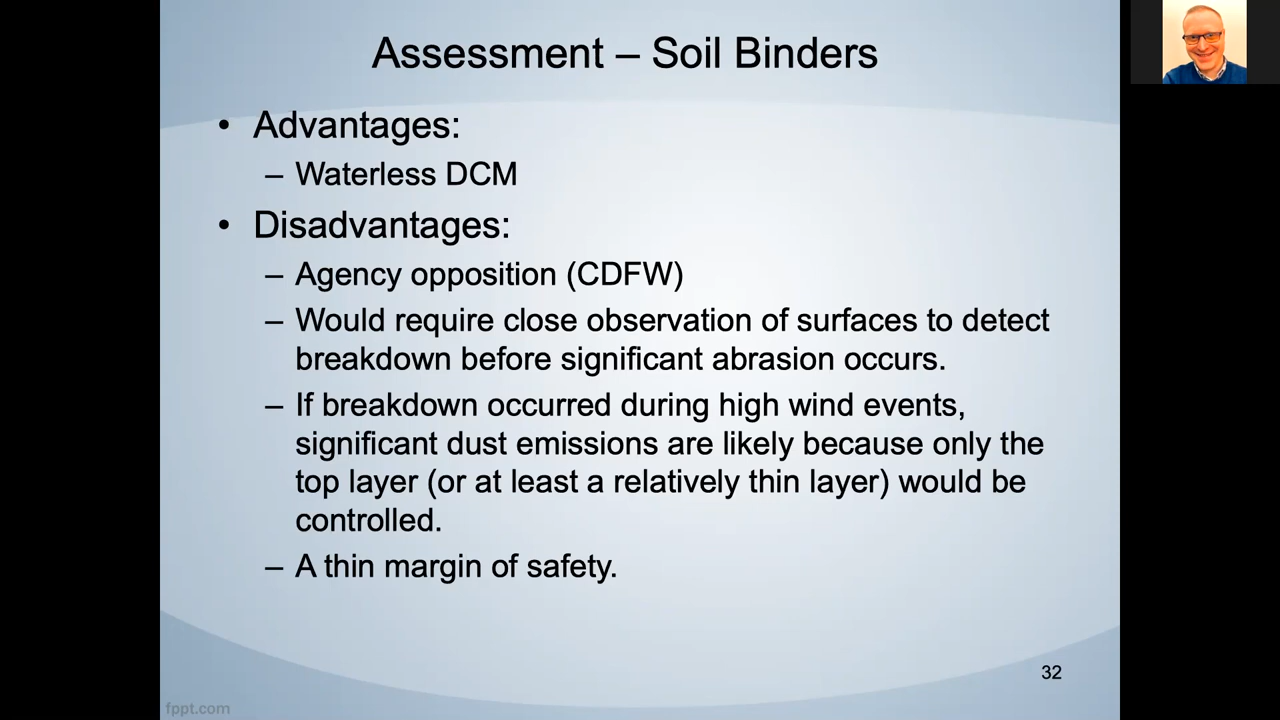 Assessment – Soil Binders
• Advantages:
– Waterless DCM
• Disadvantages:
– Agency opposition (CDFW)
– Would require close observation of surfaces to detect
breakdown before significant abrasion occurs.
– If breakdown occurred during high wind events,
significant dust emissions are likely because only the
top layer (or at least a relatively thin layer) would be
controlled.
– A thin margin of safety.
32
fppt.com